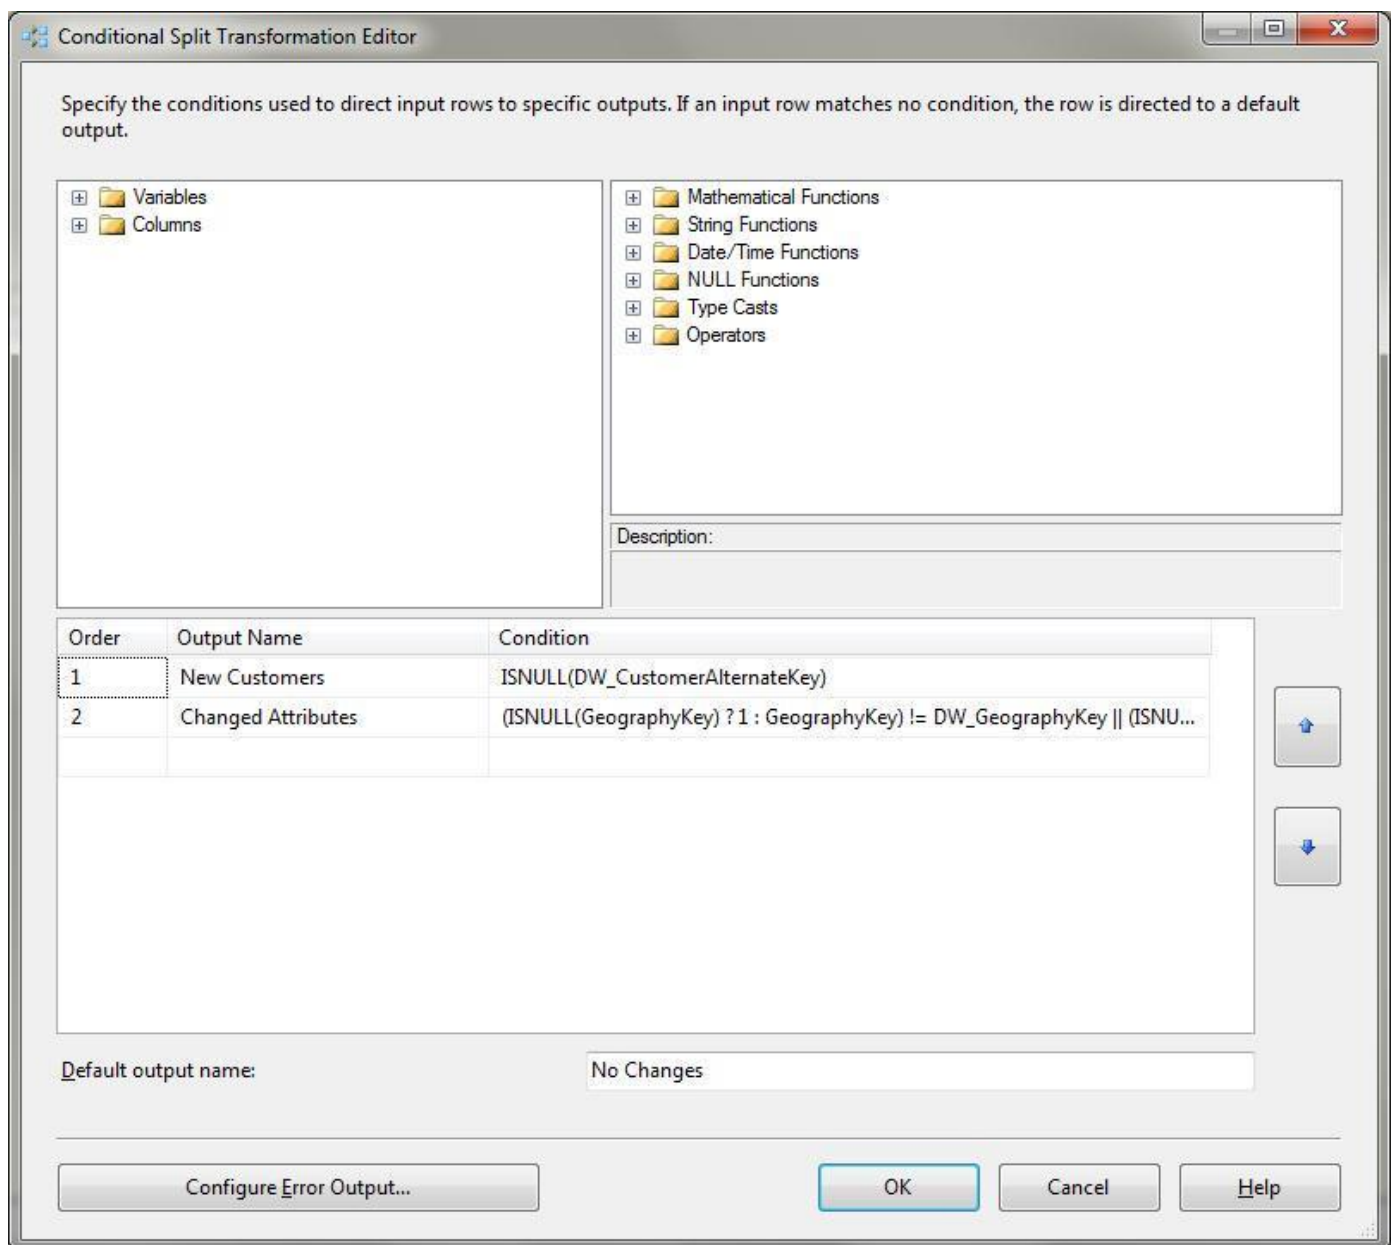 Conditional Split Transformation Editor
Specify the conditions used to direct input rows to specific outputs. If an input row matches no condition, the row is directed to a default
output.
Variables
Columns
Mathematical Functions
String Functions
Date/Time Functions
NULL Functions
Type Casts
Operators
Description:
Order Output Name Condition
1 New Customers ISNULL(DW_CustomerAlternateKey)
2 Changed Attributes (ISNULL(GeographyKey) ? 1 : GeographyKey) != DW_GeographyKey || (ISNU...
Default output name: No Changes
Configure Error Output... OK Cancel Help